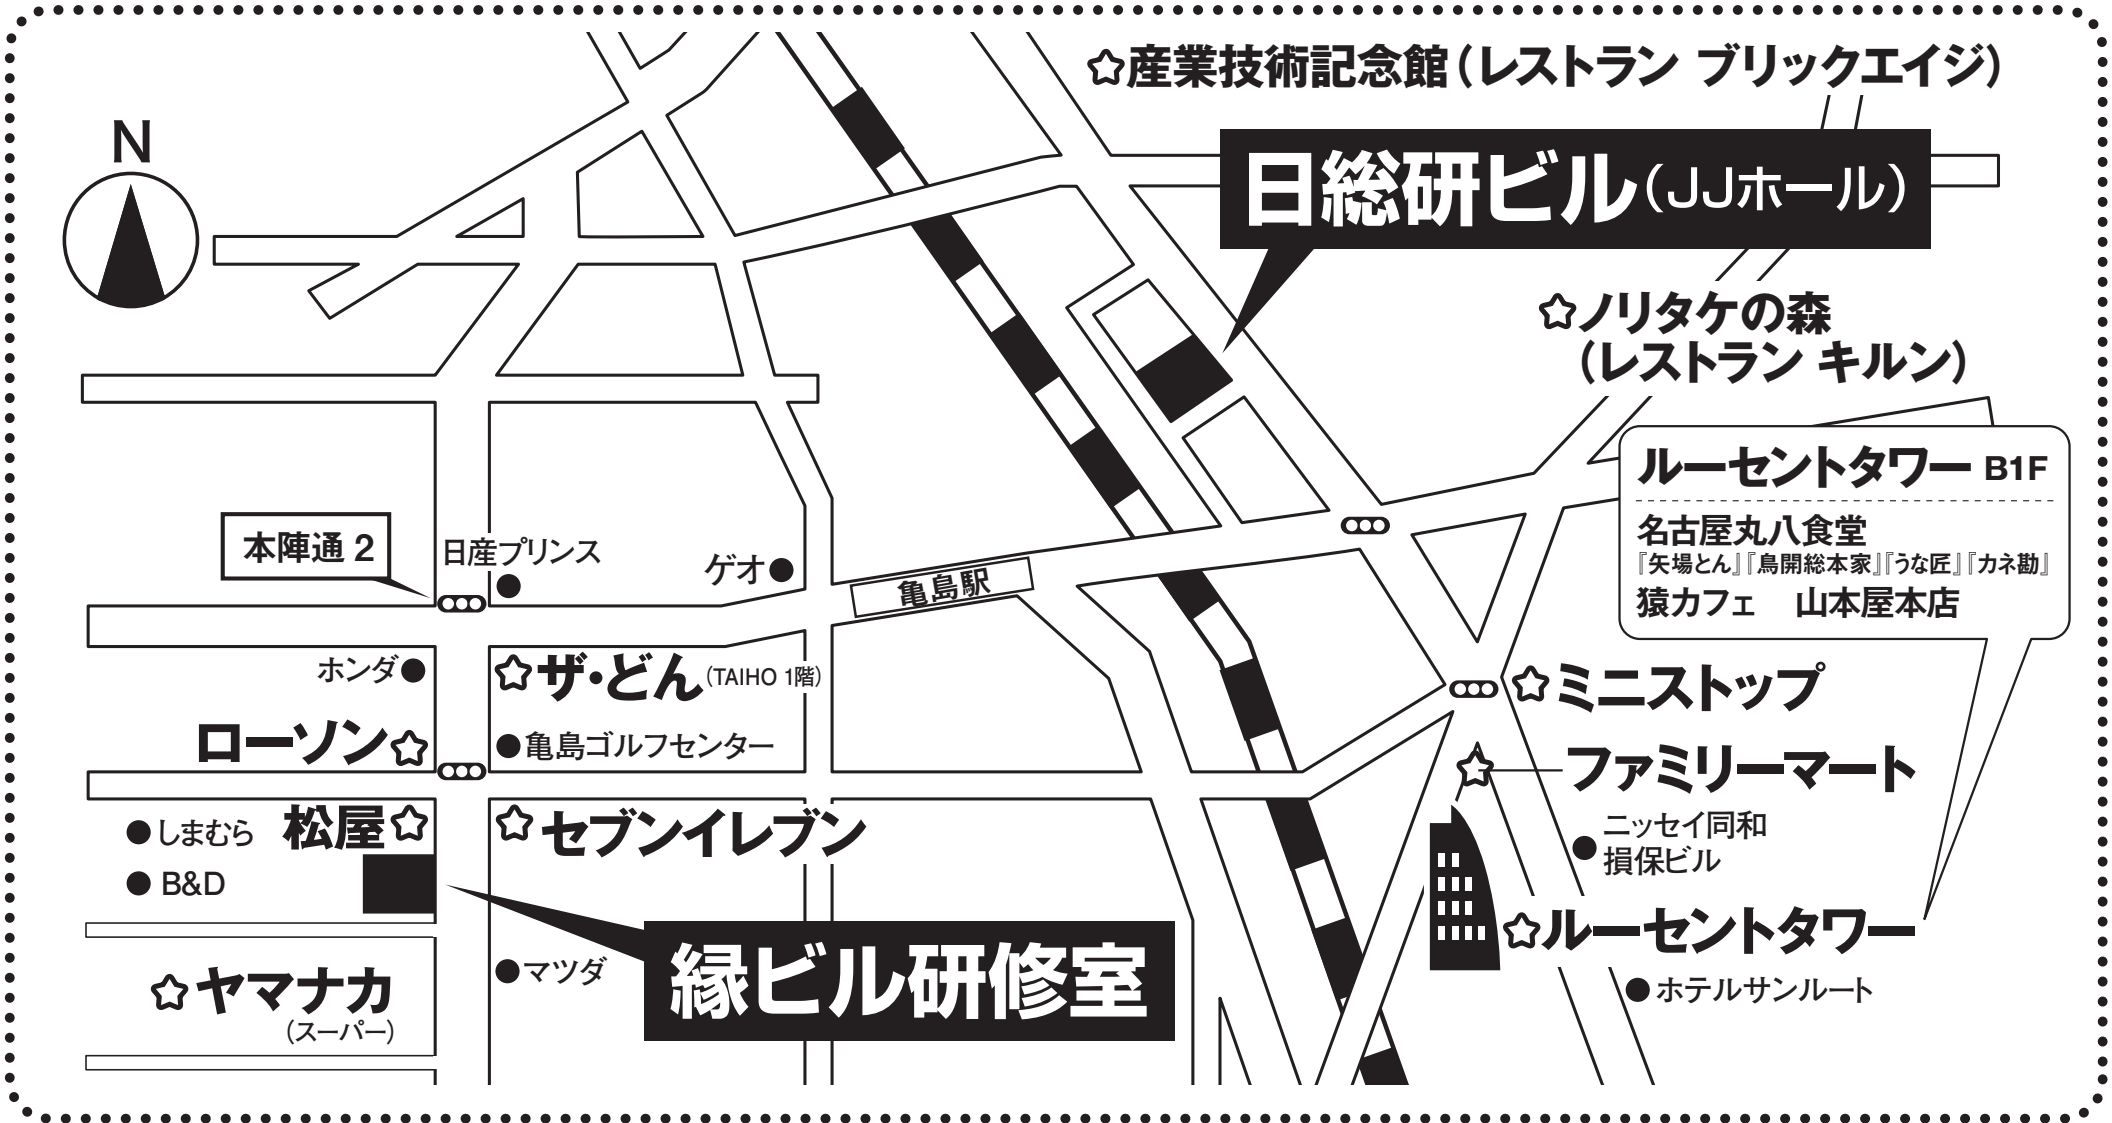 ☆産業技術記念館（レストラン ブリックエイジ）
N
日総研ビル（JJホール）
☆ノリタケの森
（レストラン キルン）
ルーセントタワー B1F
名古屋丸八食堂
『矢場とん』『鳥開総本家』『うな匠』『カネ勘』
猿カフェ　山本屋本店
本陣通 2
日産プリンス
ゲオ●
亀島駅
ホンダ●
☆ザ・どん（TAIHO 1階）
☆ミニストップ
ローソン☆
●亀島ゴルフセンター
☆ファミリーマート
●しまむら
松屋☆
☆セブンイレブン
●ニッセイ同和
損保ビル
●B&D
☆ルーセントタワー
縁ビル研修室
●マツダ
☆ヤマナカ
（スーパー）
●ホテルサンルート